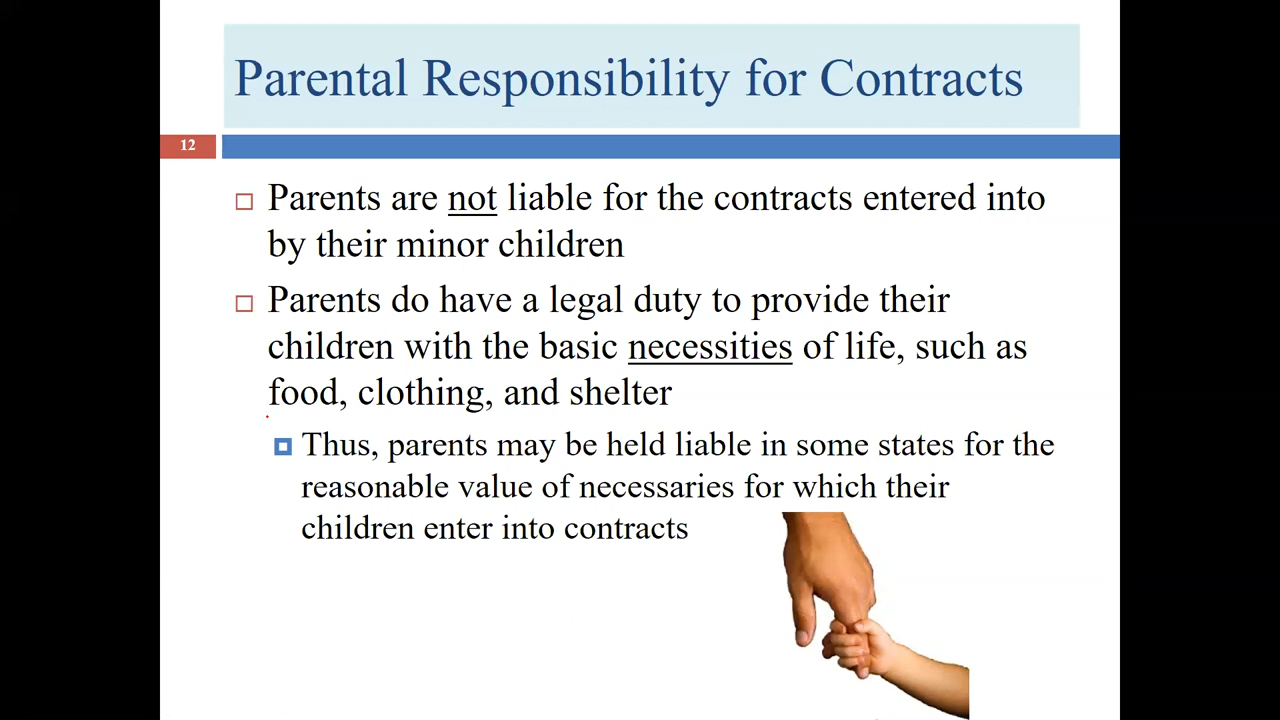 Parental Responsibility for Contracts
12
Parents are not liable for the contracts entered into
by their minor children
Parents do have a legal duty to provide their
children with the basic necessities of life, such as
food, clothing, and shelter
Thus, parents may be held liable in some states for the
reasonable value of necessaries for which their
children enter into contracts